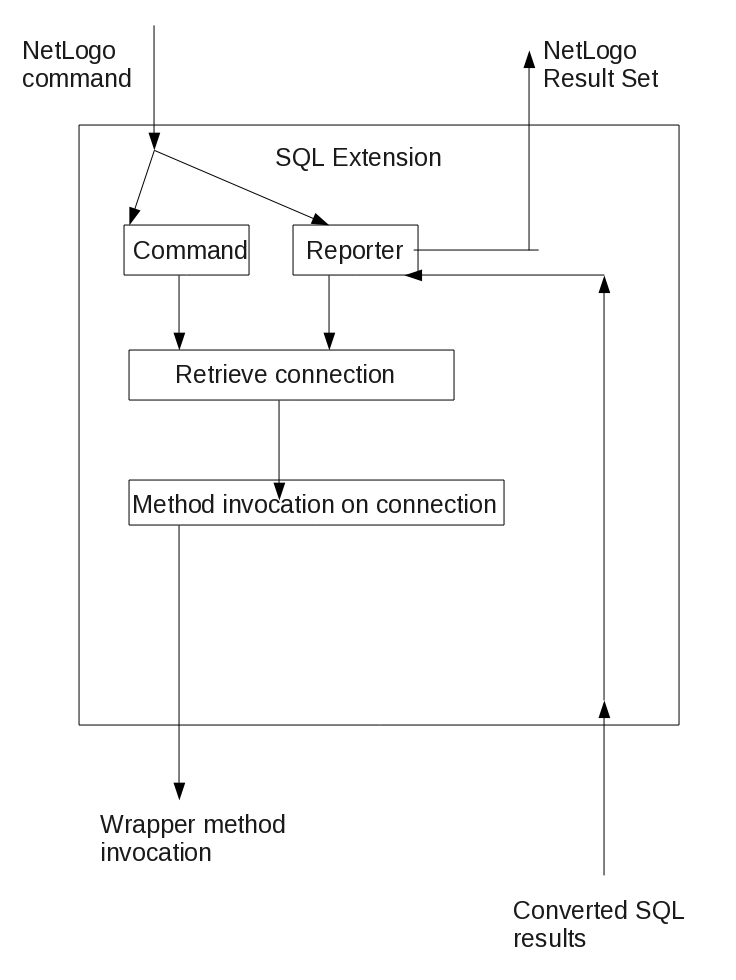 NetLogo
command
NetLogo
Result Set
SQL Extension
Command
Reporter
Retrieve connection
Method invocation on connection
Wrapper method
invocation
Converted SQL
results